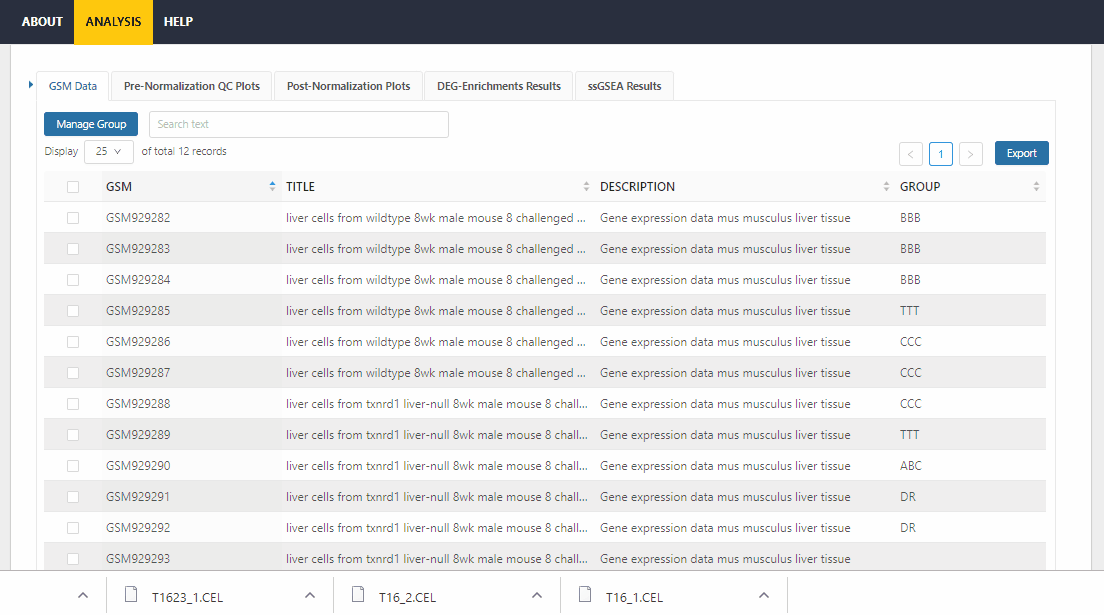 ABOUT ANALYSIS HELP
GSM Data Pre-Normalization QC Plots Post-Normalization Plots DEG-Enrichments Results ssGSEA Results
Manage Group Search text
Display 25 of total 12 records < 1 > Export
GSM TITLE DESCRIPTION GROUP
GSM929282 liver cells from wildtype 8wk male mouse 8 challenged ... Gene expression data mus musculus liver tissue BBB
GSM929283 liver cells from wildtype 8wk male mouse 8 challenged ... Gene expression data mus musculus liver tissue BBB
GSM929284 liver cells from wildtype 8wk male mouse 8 challenged ... Gene expression data mus musculus liver tissue BBB
GSM929285 liver cells from wildtype 8wk male mouse 8 challenged ... Gene expression data mus musculus liver tissue TTT
GSM929286 liver cells from wildtype 8wk male mouse 8 challenged ... Gene expression data mus musculus liver tissue CCC
GSM929287 liver cells from wildtype 8wk male mouse 8 challenged ... Gene expression data mus musculus liver tissue CCC
GSM929288 liver cells from txnrd1 liver-null 8wk male mouse 8 chall... Gene expression data mus musculus liver tissue CCC
GSM929289 liver cells from txnrd1 liver-null 8wk male mouse 8 chall... Gene expression data mus musculus liver tissue TTT
GSM929290 liver cells from txnrd1 liver-null 8wk male mouse 8 chall... Gene expression data mus musculus liver tissue ABC
GSM929291 liver cells from txnrd1 liver-null 8wk male mouse 8 chall... Gene expression data mus musculus liver tissue DR
GSM929292 liver cells from txnrd1 liver-null 8wk male mouse 8 chall... Gene expression data mus musculus liver tissue DR
GSM929293 liver cells from txnrd1 liver-null 8wk male mouse 8 chall... Gene expression data mus musculus liver tissue
T1623_1.CEL T16_2.CEL T16_1.CEL